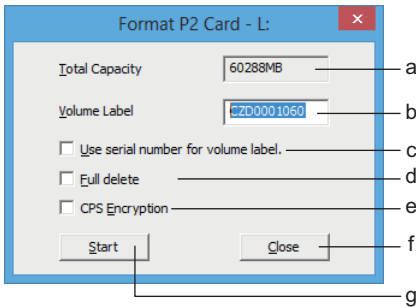 Format P2 Card - L:
Total Capacity 60288MB a
Volume Label CZD0001060 b
Use serial number for volume label. c
Full delete d
CPS Encryption e
Start Close f
g